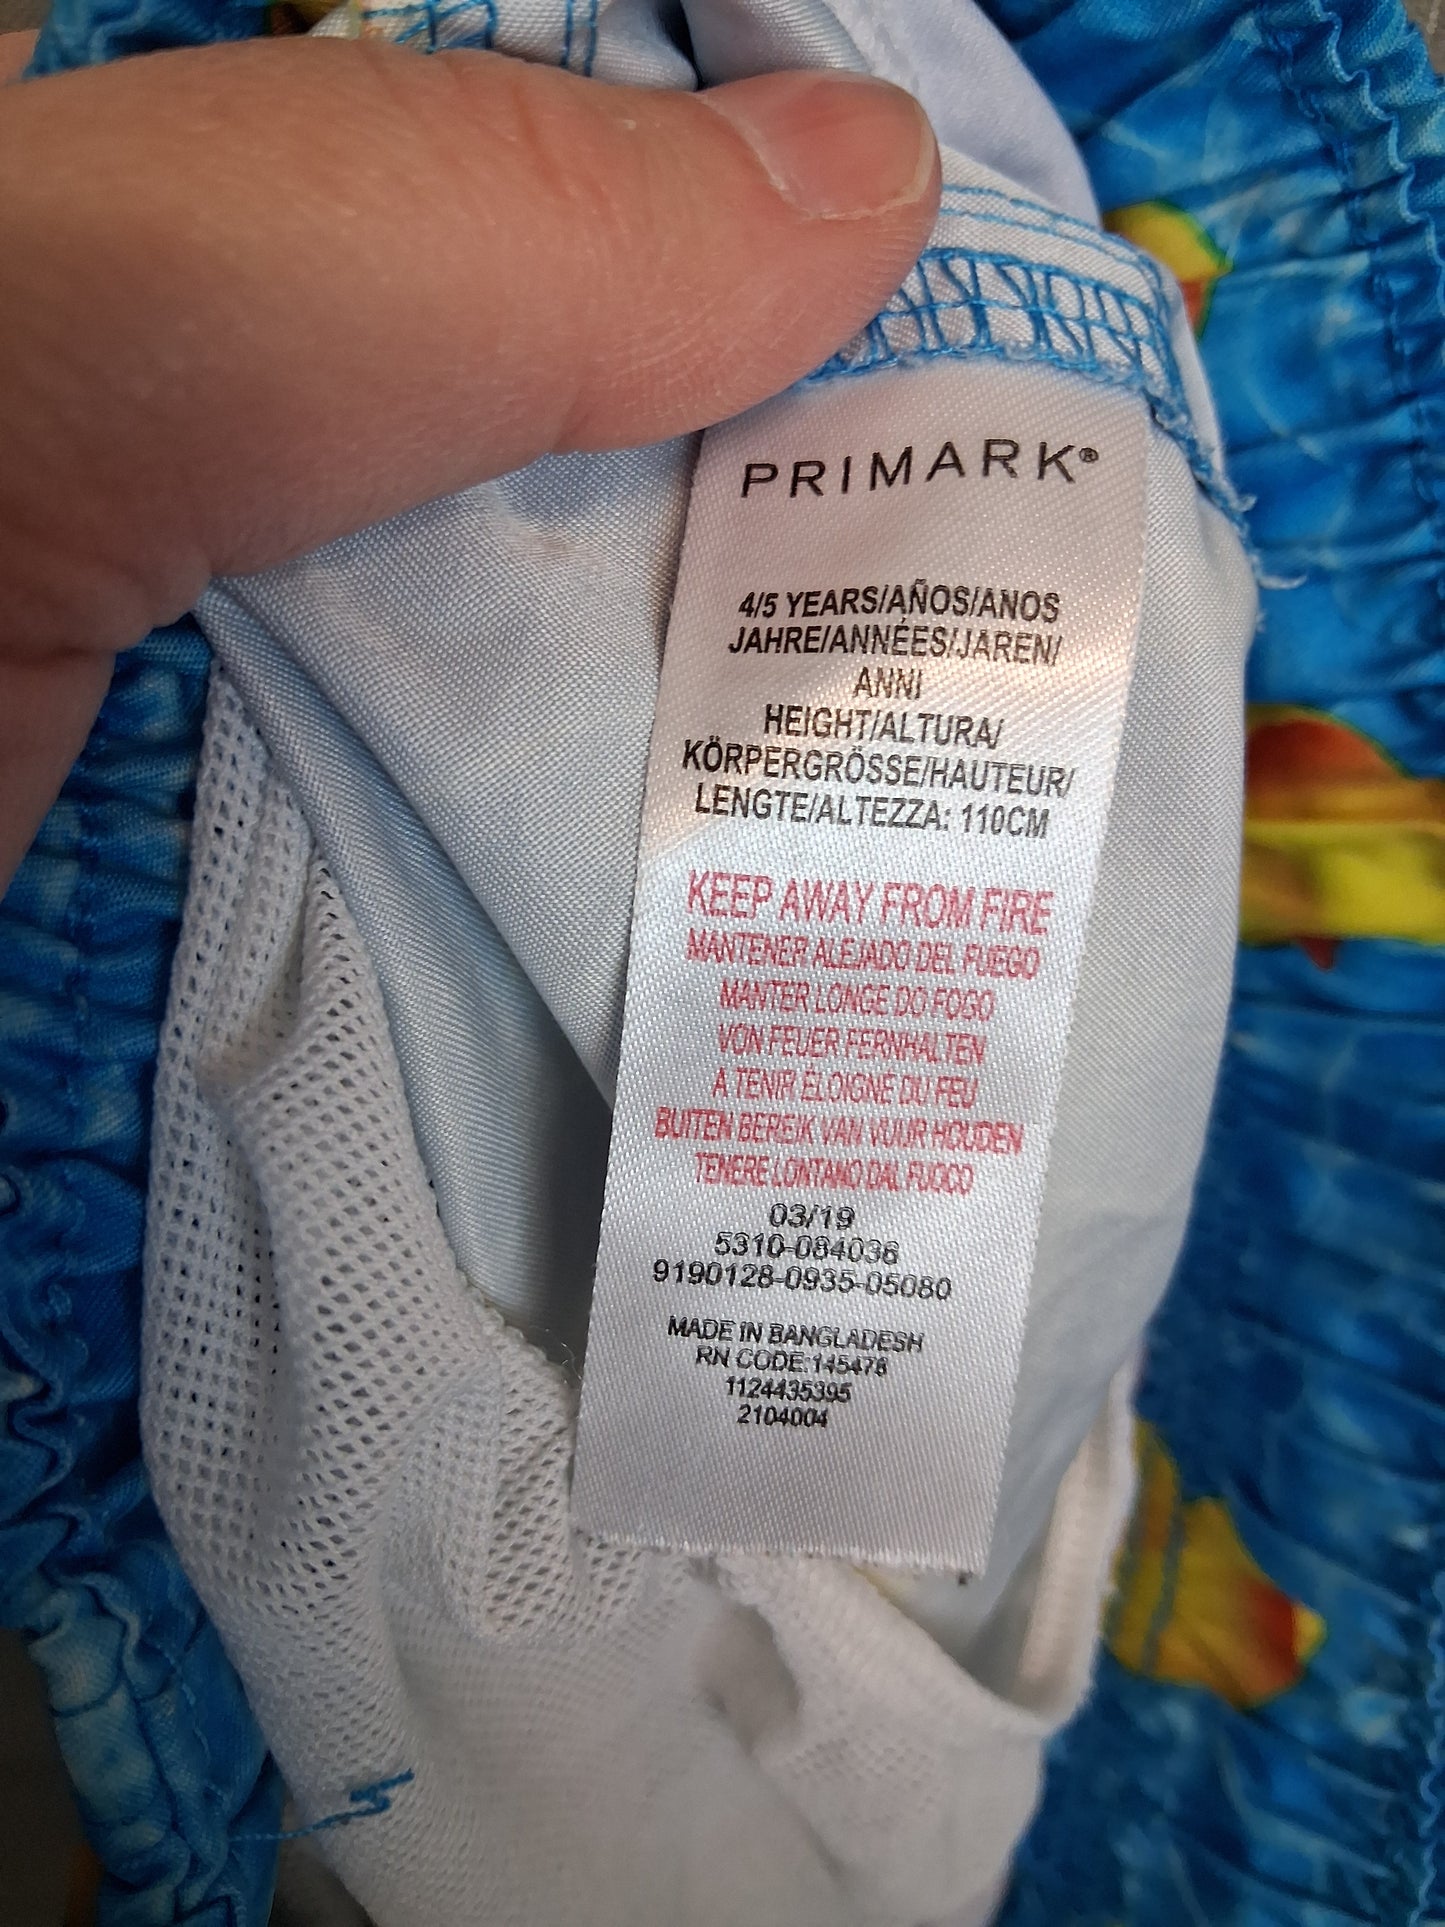 PRIMARK®
4/5 YEARS/AÑOS/ANOS
JAHRE/ANNÉES/JAREN/
ANNI
HEIGHT/ALTURA/
KÖRPERGRÖSSE/HAUTEUR/
LENGTE/ALTEZZA: 110CM
KEEP AWAY FROM FIRE
MANTENER ALEJADO DEL FUEGO
MANTER LONGE DO FOGO
VON FEUER FERNHALTEN
A TENIR ÉLOIGNE DU FEU
BUITEN BEREIK VAN VUUR HOUDEN
TENERE LONTANO DAL FUOCO
03/19
5310-084036
9190128-0935-05080
MADE IN BANGLADESH
RN CODE:145476
1124435395
2104004